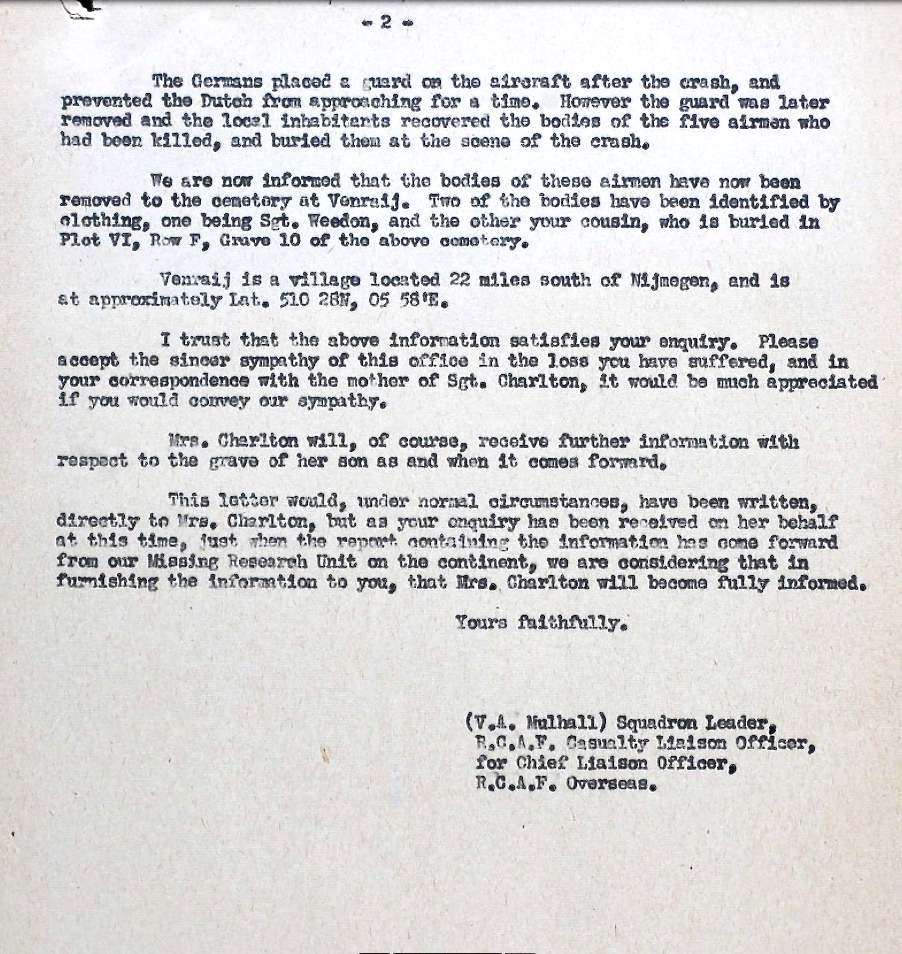 - 2 -
The Germans placed a guard on the aircraft after the crash, and
prevented the Dutch from approaching for a time. However the guard was later
removed and the local inhabitants recovered the bodies of the five airmen who
had been killed, and buried them at the scene of the crash.
We are now informed that the bodies of these airmen have now been
removed to the cemetery at Venraij. Two of the bodies have been identified by
clothing, one being Sgt. Weedon, and the other your cousin, who is buried in
Plot VI, Row F, Grave 10 of the above cemetery.
Venraij is a village located 22 miles south of Nijmegen, and is
at approximately Lat. 510 28N, 05 58'E.
I trust that the above information satisfies your enquiry. Please
accept the sincer sympathy of this office in the loss you have suffered, and in
your correspondence with the mother of Sgt. Charlton, it would be much appreciated
if you would convey our sympathy.
Mrs. Charlton will, of course, receive further information with
respect to the grave of her son as and when it comes forward.
This letter would, under normal circumstances, have been written,
directly to Mrs. Charlton, but as your enquiry has been received on her behalf
at this time, just when the report containing the information has come forward
from our Missing Research Unit on the continent, we are considering that in
furnishing the information to you, that Mrs. Charlton will become fully informed.
Yours faithfully.
(V.A. Mulhall) Squadron Leader,
R.C.A.F. Casualty Liaison Officer,
for Chief Liaison Officer,
R.C.A.F. Overseas.